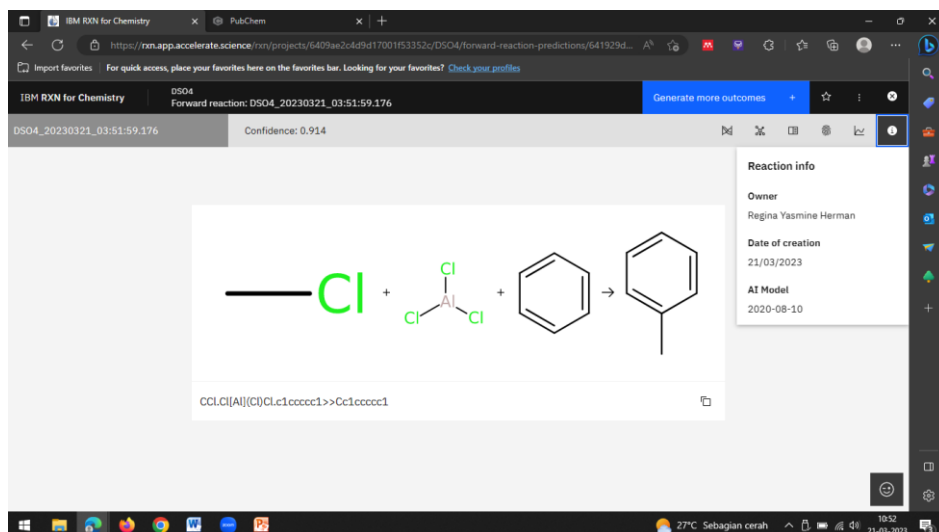 IBM RXN for Chemistry
PubChem
https://rxn.app.accelerate.science/rxn/projects/6409ae2c4d9d17001f53352c/DSO4/forward-reaction-predictions/641929d...
Import favorites
For quick access, place your favorites here on the favorites bar. Looking for your favorites? Check your profiles
IBM RXN for Chemistry
DSO4
Forward reaction: DSO4_20230321_03:51:59.176
Generate more outcomes +
DSO4_20230321_03:51:59.176
Confidence: 0.914
Reaction info
Owner
Regina Yasmine Herman
Date of creation
21/03/2023
AI Model
2020-08-10
Cl + Cl Al Cl Cl + →
CCl.Cl[Al](Cl)Cl.c1ccccc1>>Cc1ccccc1
27°C Sebagian cerah
10:52
21-03-2023